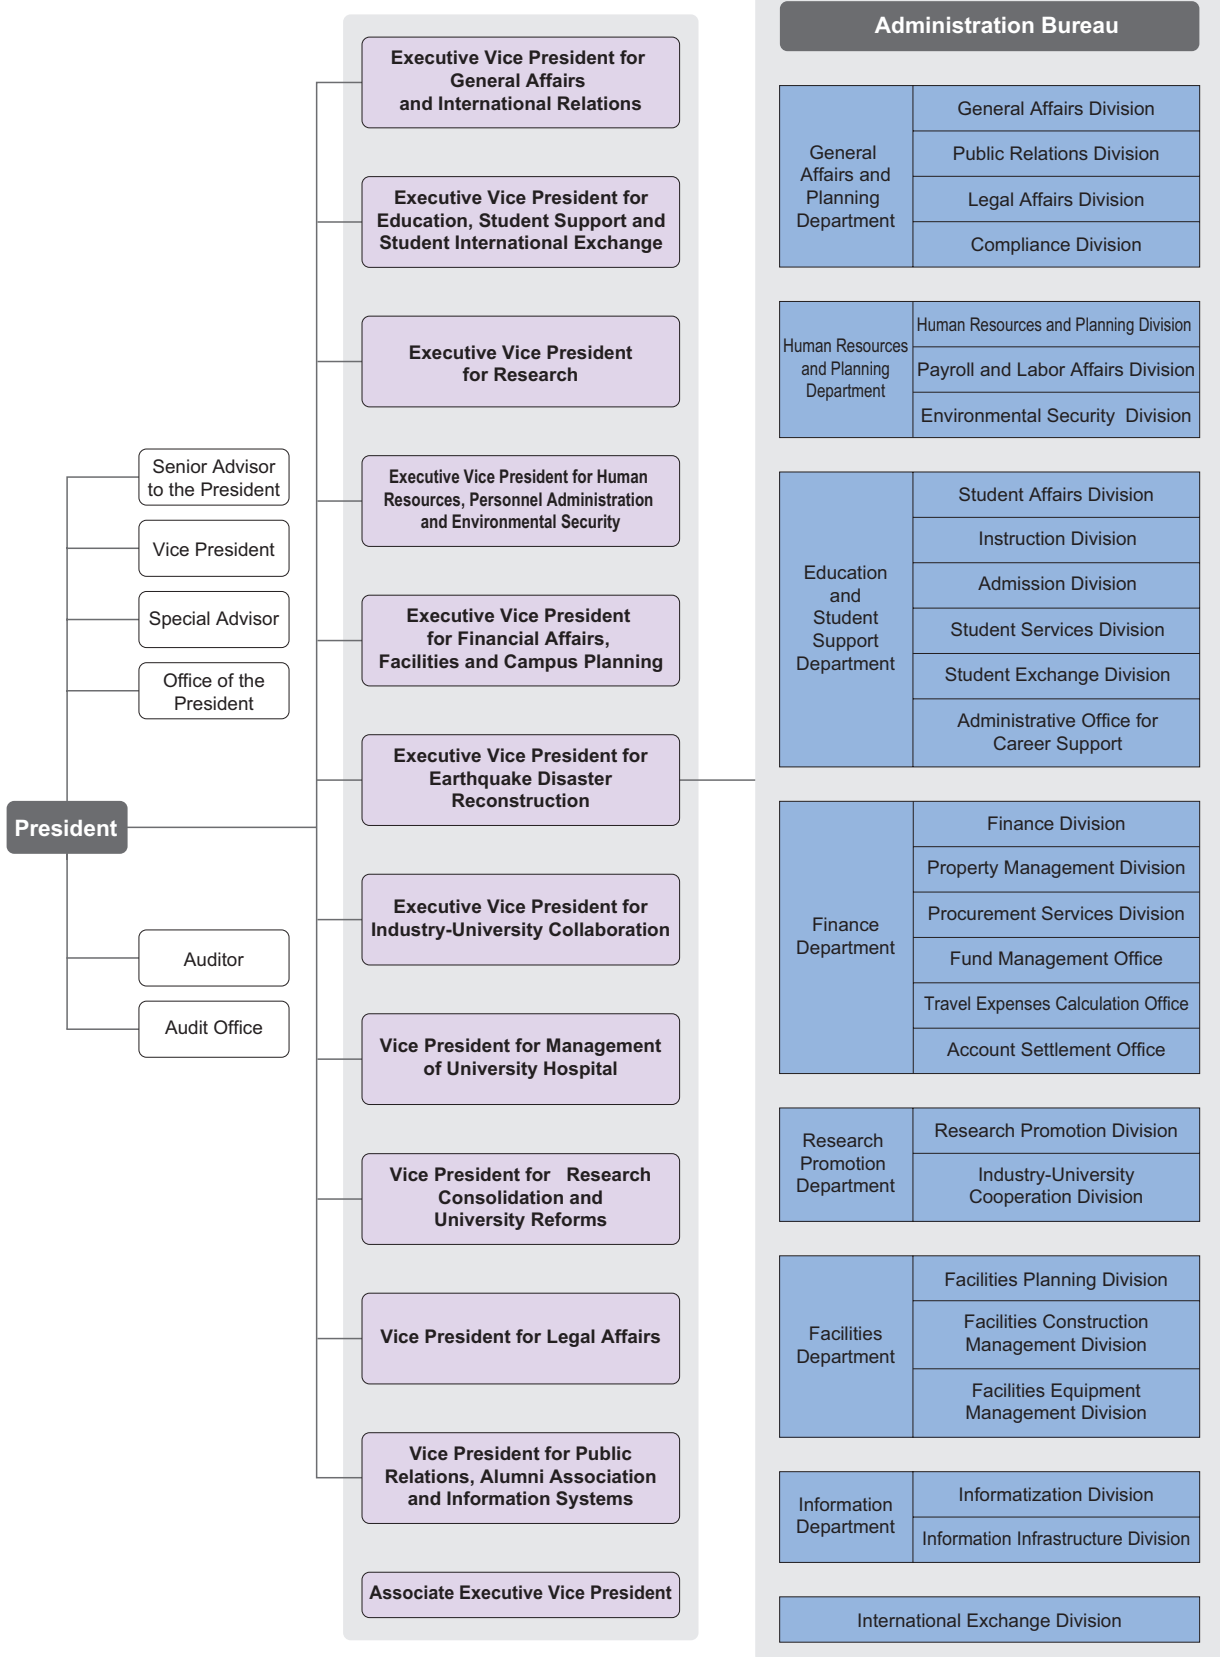 President
Senior Advisor
to the President
Vice President
Special Advisor
Office of the
President
Auditor
Audit Office
Executive Vice President for
General Affairs
and International Relations
Executive Vice President for
Education, Student Support and
Student International Exchange
Executive Vice President
for Research
Executive Vice President for Human
Resources, Personnel Administration
and Environmental Security
Executive Vice President
for Financial Affairs,
Facilities and Campus Planning
Executive Vice President for
Earthquake Disaster
Reconstruction
Executive Vice President for
Industry-University Collaboration
Vice President for Management
of University Hospital
Vice President for Research
Consolidation and
University Reforms
Vice President for Legal Affairs
Vice President for Public
Relations, Alumni Association
and Information Systems
Associate Executive Vice President
Administration Bureau
General
Affairs and
Planning
Department
General Affairs Division
Public Relations Division
Legal Affairs Division
Compliance Division
Human Resources
and Planning
Department
Human Resources and Planning Division
Payroll and Labor Affairs Division
Environmental Security Division
Education
and
Student
Support
Department
Student Affairs Division
Instruction Division
Admission Division
Student Services Division
Student Exchange Division
Administrative Office for
Career Support
Finance
Department
Finance Division
Property Management Division
Procurement Services Division
Fund Management Office
Travel Expenses Calculation Office
Account Settlement Office
Research
Promotion
Department
Research Promotion Division
Industry-University
Cooperation Division
Facilities
Department
Facilities Planning Division
Facilities Construction
Management Division
Facilities Equipment
Management Division
Information
Department
Informatization Division
Information Infrastructure Division
International Exchange Division